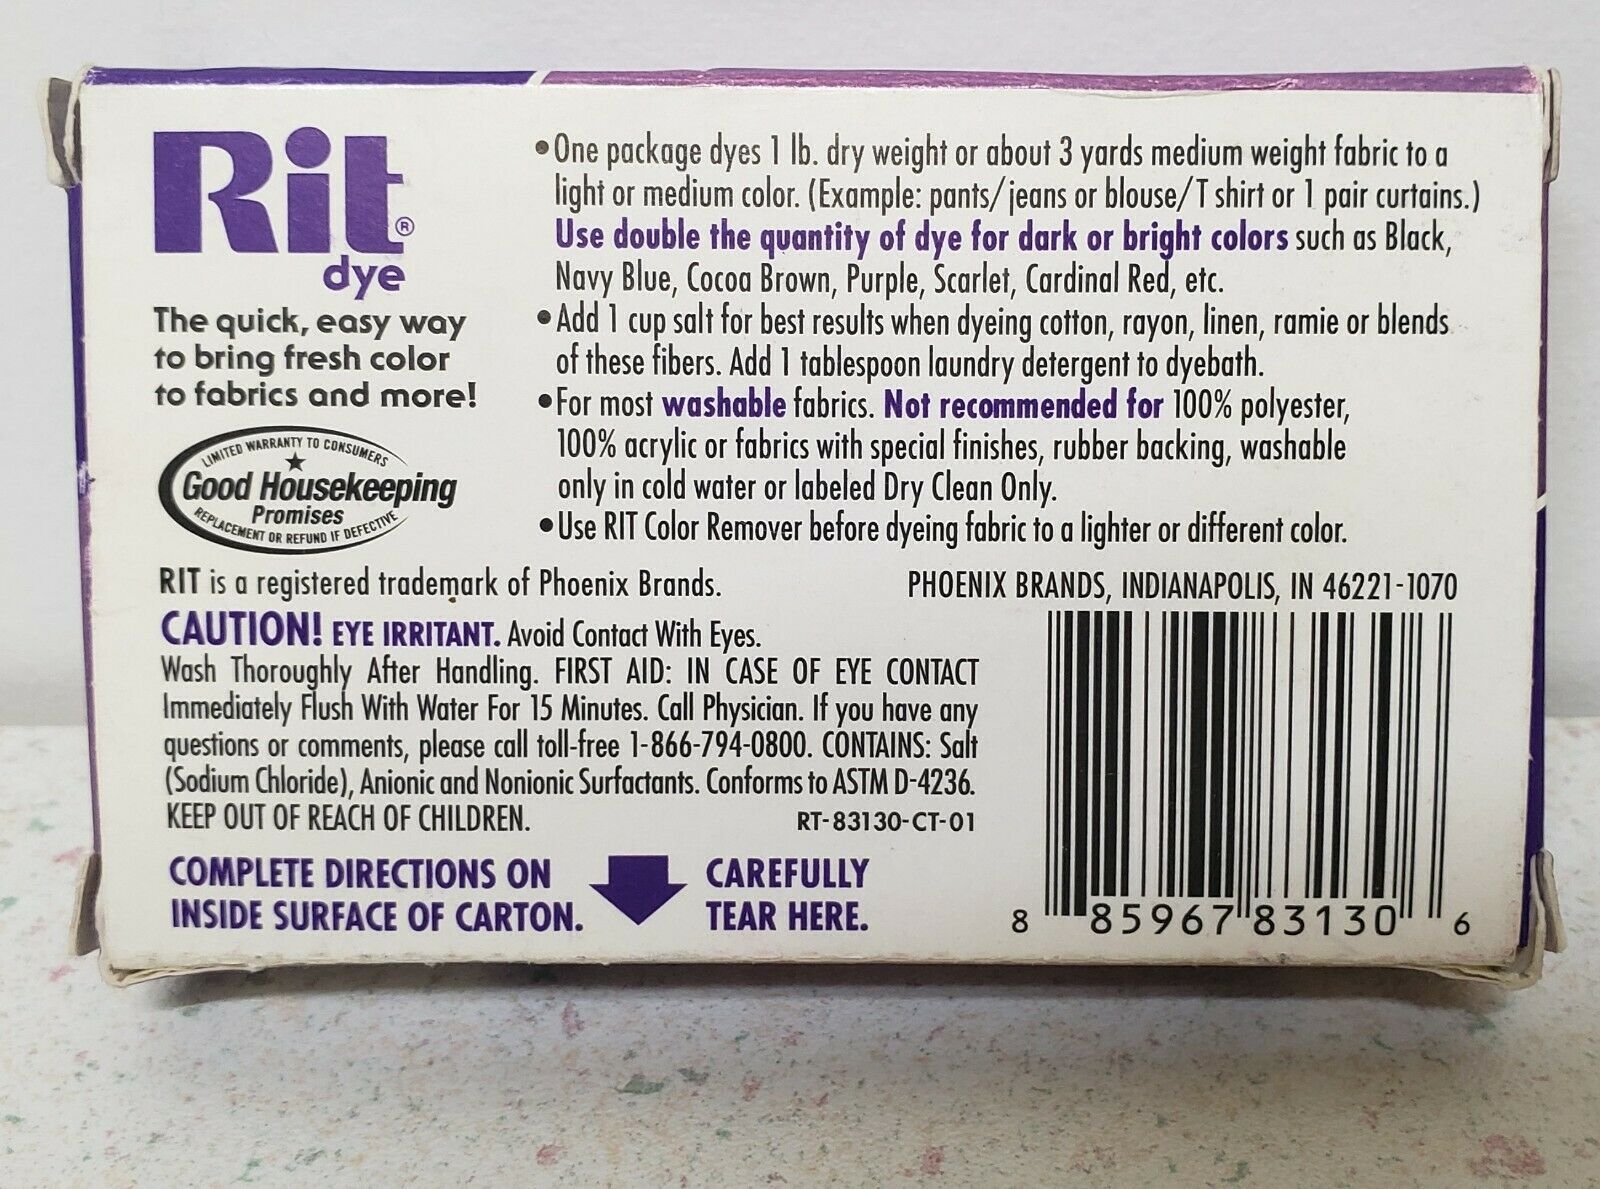 Rit®
dye
The quick, easy way
to bring fresh color
to fabrics and more!
LIMITED WARRANTY TO CONSUMERS
Good Housekeeping
Promises
REPLACEMENT OR REFUND IF DEFECTIVE
•One package dyes 1 lb. dry weight or about 3 yards medium weight fabric to a
light or medium color. (Example: pants/jeans or blouse/T shirt or 1 pair curtains.)
Use double the quantity of dye for dark or bright colors such as Black,
Navy Blue, Cocoa Brown, Purple, Scarlet, Cardinal Red, etc.
•Add 1 cup salt for best results when dyeing cotton, rayon, linen, ramie or blends
of these fibers. Add 1 tablespoon laundry detergent to dyebath.
•For most washable fabrics. Not recommended for 100% polyester,
100% acrylic or fabrics with special finishes, rubber backing, washable
only in cold water or labeled Dry Clean Only.
•Use RIT Color Remover before dyeing fabric to a lighter or different color.
RIT is a registered trademark of Phoenix Brands.
PHOENIX BRANDS, INDIANAPOLIS, IN 46221-1070
CAUTION! EYE IRRITANT. Avoid Contact With Eyes.
Wash Thoroughly After Handling. FIRST AID: IN CASE OF EYE CONTACT
Immediately Flush With Water For 15 Minutes. Call Physician. If you have any
questions or comments, please call toll-free 1-866-794-0800. CONTAINS: Salt
(Sodium Chloride), Anionic and Nonionic Surfactants. Conforms to ASTM D-4236.
KEEP OUT OF REACH OF CHILDREN.
RT-83130-CT-01
COMPLETE DIRECTIONS ON
INSIDE SURFACE OF CARTON.
CAREFULLY
TEAR HERE.
8 85967 83130 6